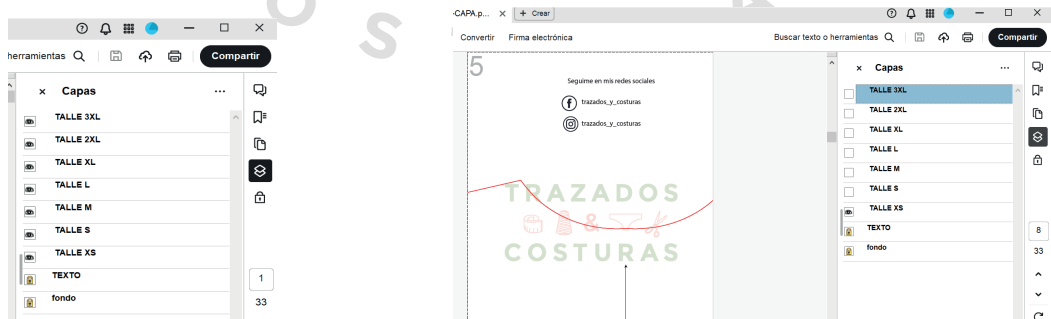 O
S
Compartir
herramientas
Capas
TALLE 3XL
TALLE 2XL
TALLE XL
TALLE L
TALLE M
TALLE S
TALLE XS
TEXTO
fondo
1
33
-CAPA.p...
+ Crear
Convertir
Firma electrónica
Buscar texto o herramientas
Compartir
5
Seguime en mis redes sociales
trazados_y_costuras
trazados_y_costuras
TRAZADOS
&
COSTURAS
Capas
TALLE 3XL
TALLE 2XL
TALLE XL
TALLE L
TALLE M
TALLE S
TALLE XS
TEXTO
fondo
8
33